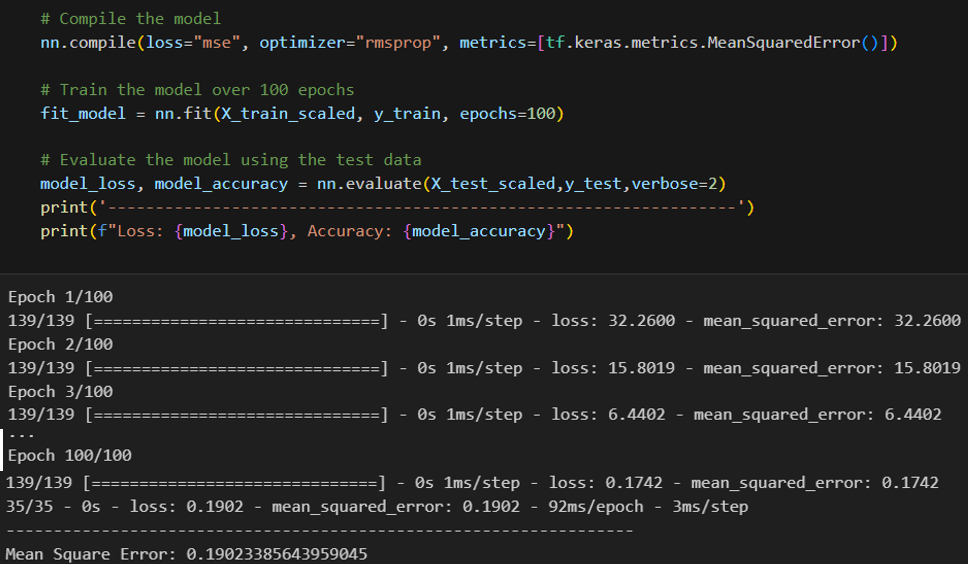 # Compile the model
nn.compile(loss="mse", optimizer="rmsprop", metrics=[tf.keras.metrics.MeanSquaredError()])
# Train the model over 100 epochs
fit_model = nn.fit(X_train_scaled, y_train, epochs=100)
# Evaluate the model using the test data
model_loss, model_accuracy = nn.evaluate(X_test_scaled,y_test,verbose=2)
print('------------------------------------------------------------------')
print(f"Loss: {model_loss}, Accuracy: {model_accuracy}")
Epoch 1/100
139/139 [==============================] - 0s 1ms/step - loss: 32.2600 - mean_squared_error: 32.2600
Epoch 2/100
139/139 [==============================] - 0s 1ms/step - loss: 15.8019 - mean_squared_error: 15.8019
Epoch 3/100
139/139 [==============================] - 0s 1ms/step - loss: 6.4402 - mean_squared_error: 6.4402
...
Epoch 100/100
139/139 [==============================] - 0s 1ms/step - loss: 0.1742 - mean_squared_error: 0.1742
35/35 - 0s - loss: 0.1902 - mean_squared_error: 0.1902 - 92ms/epoch - 3ms/step
------------------------------------------------------------------
Mean Square Error: 0.19023385643959045